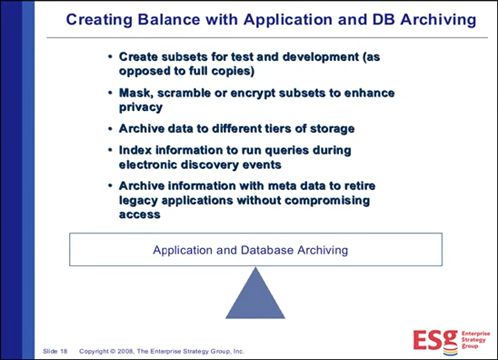 Creating Balance with Application and DB Archiving
• Create subsets for test and development (as
opposed to full copies)
• Mask, scramble or encrypt subsets to enhance
privacy
• Archive data to different tiers of storage
• Index information to run queries during
electronic discovery events
• Archive information with meta data to retire
legacy applications without compromising
access
Application and Database Archiving
Slide 18 Copyright © 2008, The Enterprise Strategy Group, Inc.
ESG Enterprise
Strategy
Group